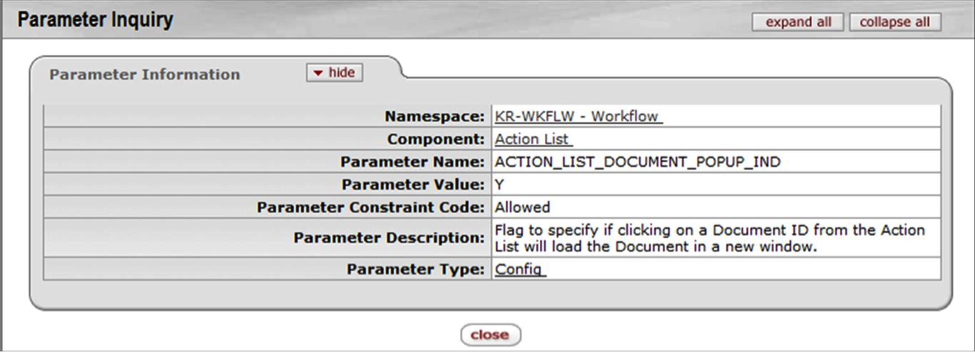 Parameter Inquiry
expand all collapse all
Parameter Information
hide
Namespace: KR-WKFLW - Workflow
Component: Action List
Parameter Name: ACTION_LIST_DOCUMENT_POPUP_IND
Parameter Value: Y
Parameter Constraint Code: Allowed
Parameter Description: Flag to specify if clicking on a Document ID from the Action
List will load the Document in a new window.
Parameter Type: Config
close